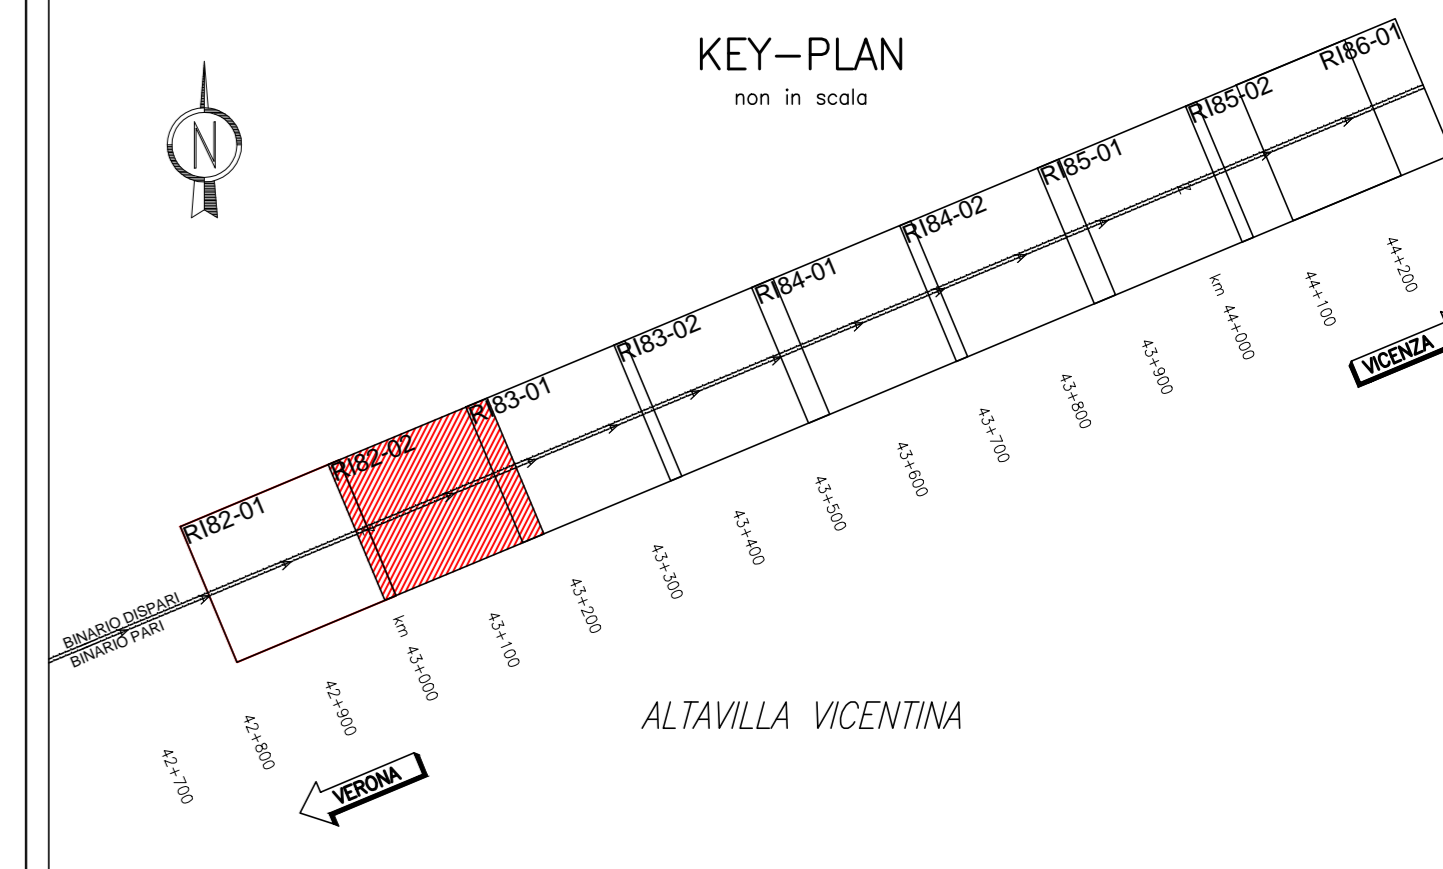 KEY-PLAN
non in scala
N
RI86-01
RI85-02
RI85-01
RI84-02
RI84-01
RI83-02
RI83-01
RI82-02
RI82-01
BINARIO DISPARI
BINARIO PARI
42+700
42+800
42+900
km 43+000
43+100
43+200
43+300
43+400
43+500
43+600
43+700
43+800
43+900
km 44+000
44+100
44+200
VICENZA
ALTAVILLA VICENTINA
VERONA